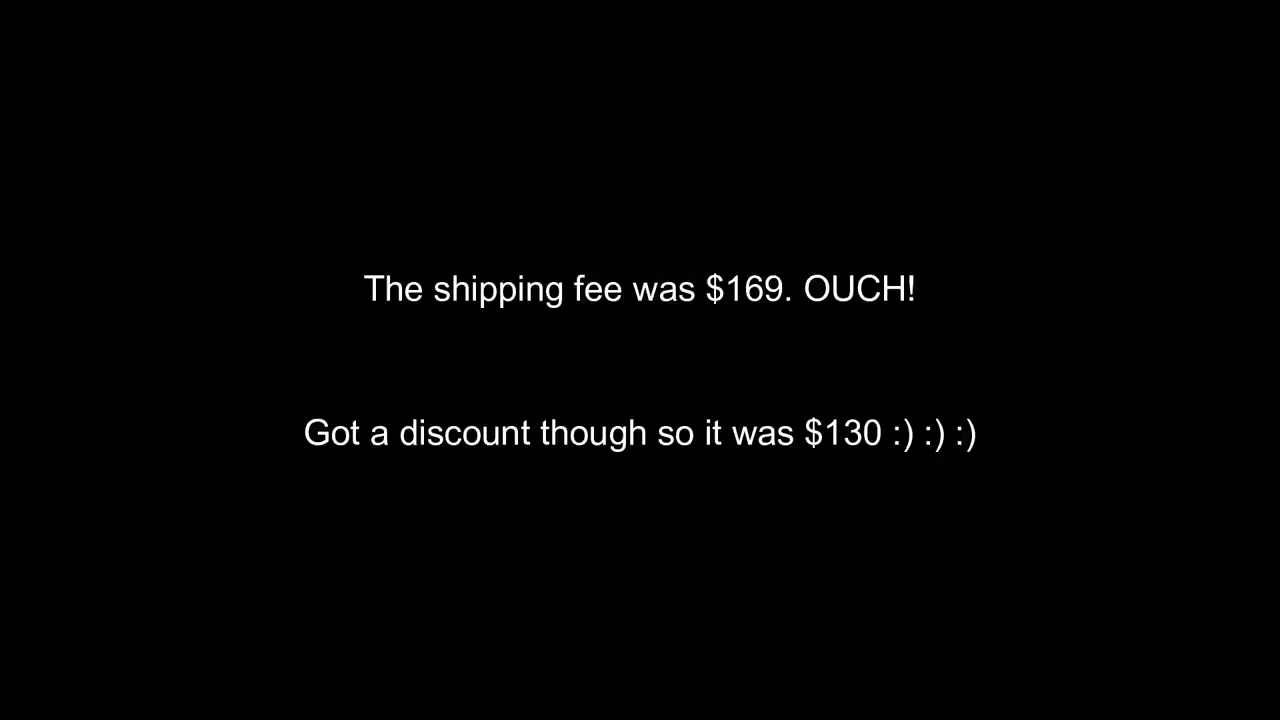 The shipping fee was $169. OUCH!
Got a discount though so it was $130 :) :) :)